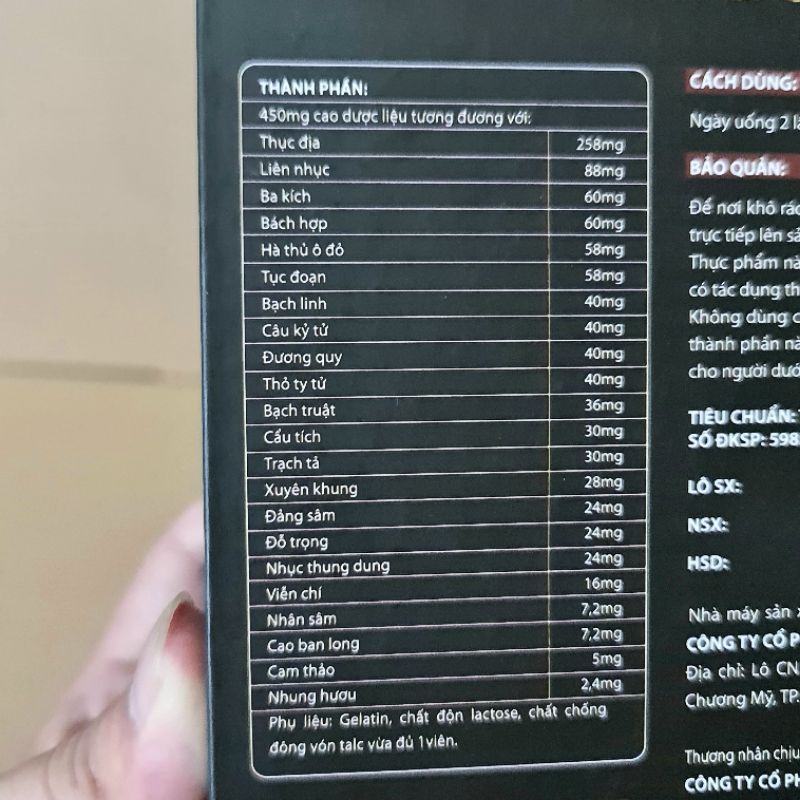 THÀNH PHẦN:
450mg cao dược liệu tương đương với:
Thục địa 258mg
Liên nhục 88mg
Ba kích 60mg
Bách hợp 60mg
Hà thủ ô đỏ 58mg
Tục đoạn 58mg
Bạch linh 40mg
Câu kỷ tử 40mg
Đương quy 40mg
Thỏ ty tử 40mg
Bạch truật 36mg
Cẩu tích 30mg
Trạch tả 30mg
Xuyên khung 28mg
Đảng sâm 24mg
Đỗ trọng 24mg
Nhục thung dung 24mg
Viễn chí 16mg
Nhân sâm 7,2mg
Cao ban long 7,2mg
Cam thảo 5mg
Nhung hươu 2,4mg
Phụ liệu: Gelatin, chất độn lactose, chất chống
đông vón talc vừa đủ 1viên.
CÁCH DÙNG:
Ngày uống 2
BẢO QUẢN:
Để nơi khô
trực tiếp lên
Thực phẩm
có tác dụng
Không dùng
thành phần
cho người
TIÊU CHUẨN:
SỐ ĐKSP: 598
LÔ SX:
NSX:
HSD:
Nhà máy sản
CÔNG TY CỔ
Địa chỉ: Lô CN
Chương Mỹ, TP.
Thương nhân chịu
CÔNG TY CỔ